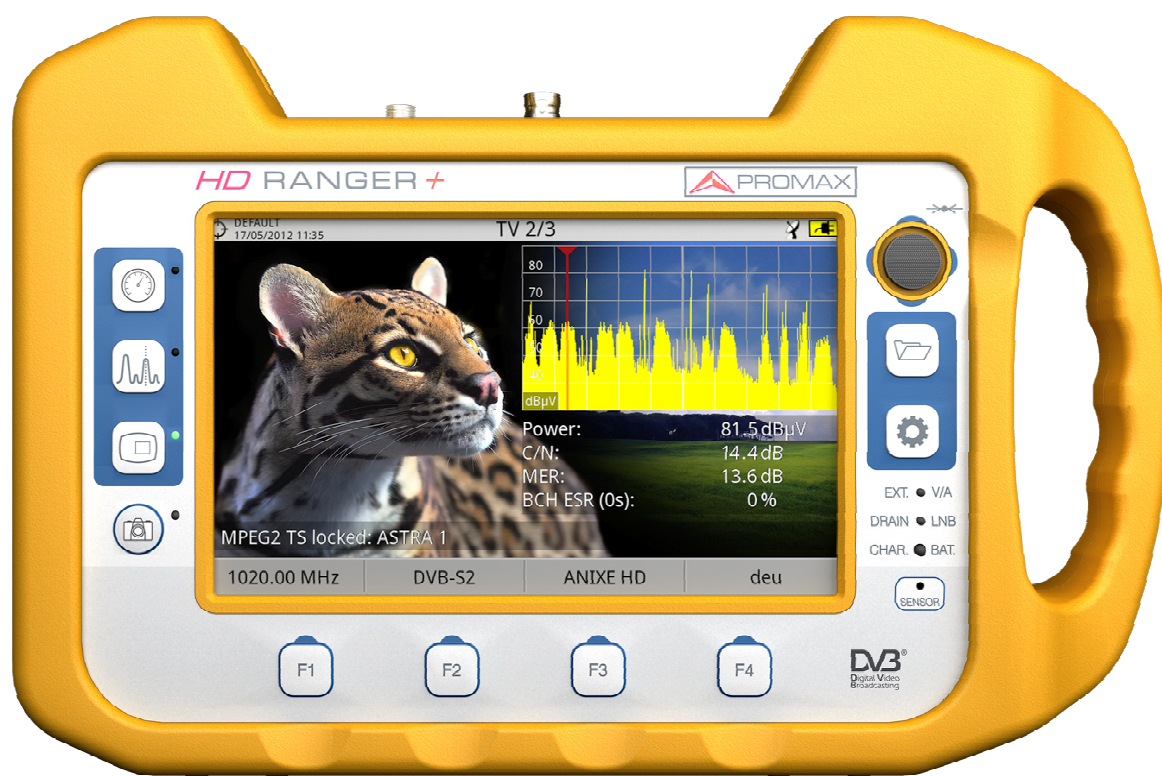 HD RANGER +
PROMAX
DEFAULT
17/05/2012 11:35
TV 2/3
80
70
60
40
dBµV
Power: 81.5 dBµV
C/N: 14.4 dB
MER: 13.6 dB
BCH ESR (0s): 0 %
MPEG2 TS locked: ASTRA 1
1020.00 MHz DVB-S2 ANIXE HD deu
EXT. V/A
DRAIN LNB
CHAR. BAT.
SENSOR
F1 F2 F3 F4
DVB®
Digital Video
Broadcasting